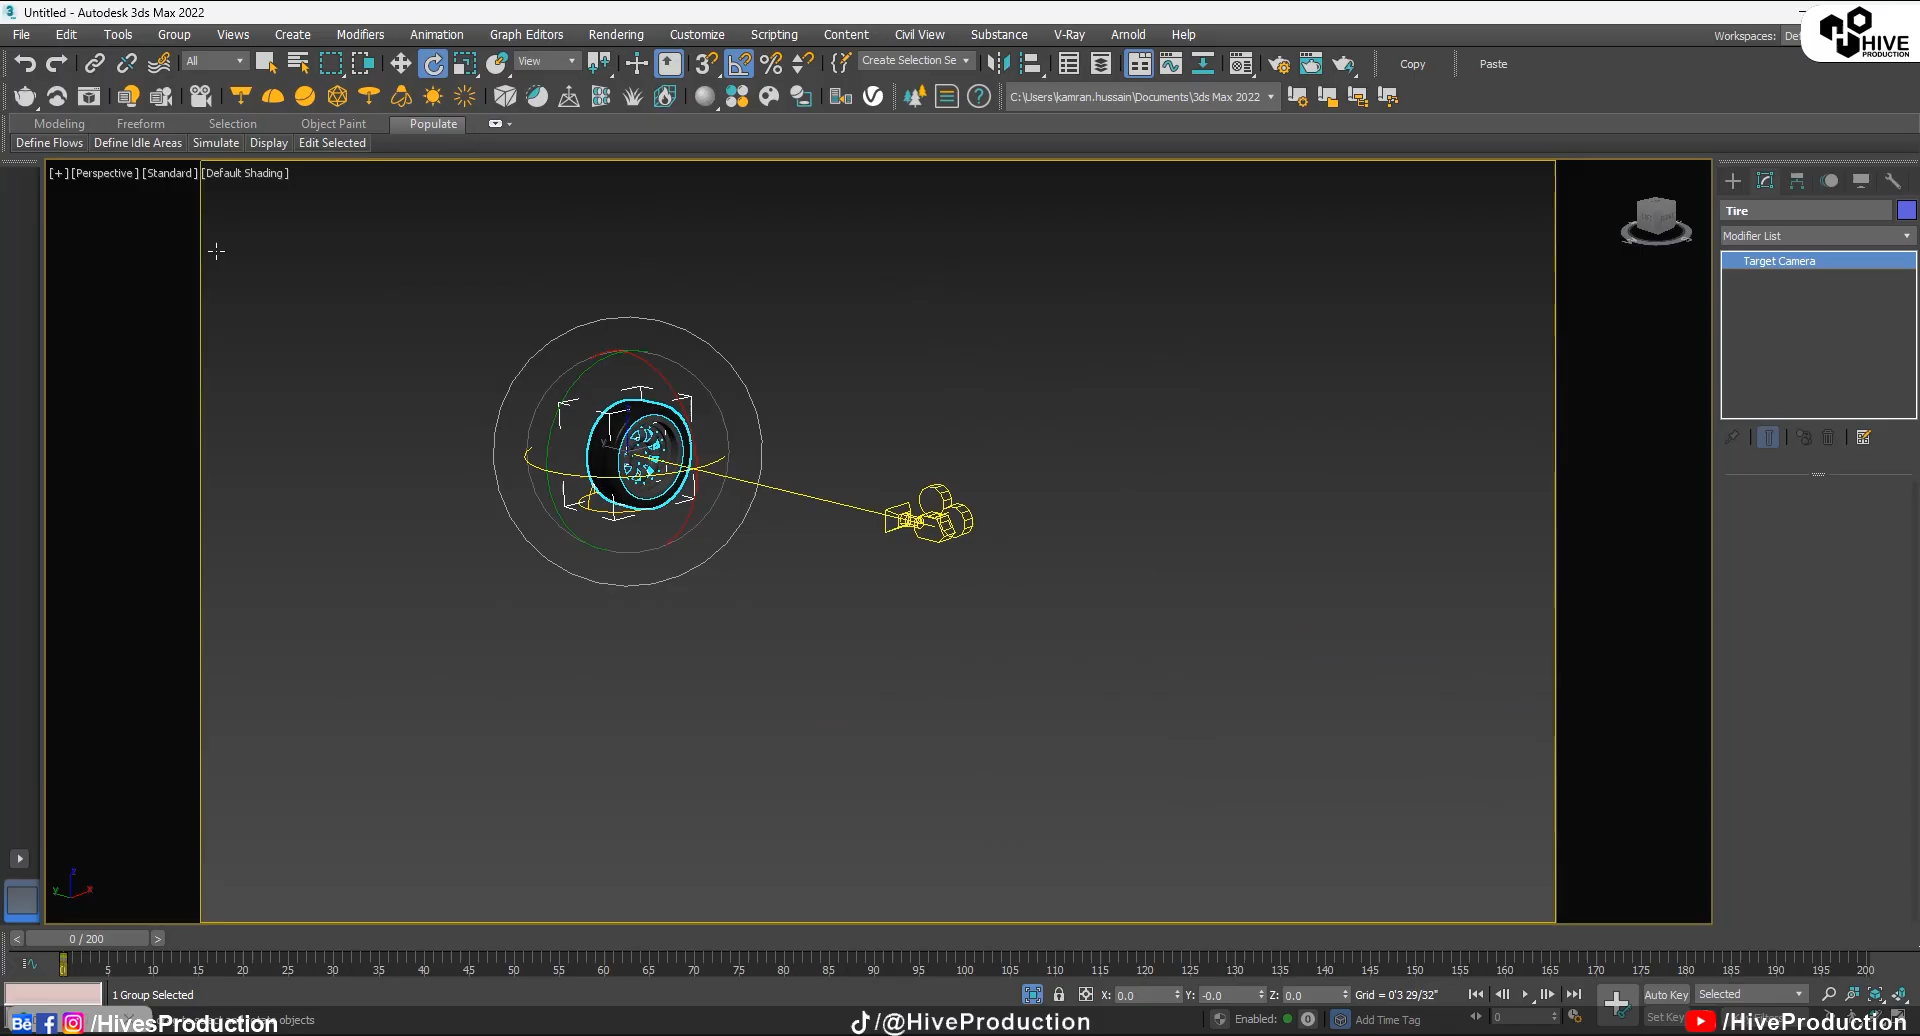 Untitled - Autodesk 3ds Max 2022
File Edit Tools Group Views Create Modifiers Animation Graph Editors Rendering Customize Scripting Content Civil View Substance V-Ray Arnold Help
Workspaces: Def
HIVE
PRODUCTION
All
View
Create Selection Se
Copy
Paste
C:\Users\kamran.hussain\Documents\3ds Max 2022
Modeling Freeform Selection Object Paint Populate
Define Flows Define Idle Areas Simulate Display Edit Selected
[+] [Perspective] [Standard] [Default Shading]
Tire
Modifier List
Target Camera
z
y
x
0 / 200
0 5 10 15 20 25 30 35 40 45 50 55 60 65 70 75 80 85 90 95 100 105 110 115 120 125 130 135 140 145 150 155 160 165 170 175 180 185 190 195 200
1 Group Selected
X: 0.0 Y: -0.0 Z: 0.0 Grid = 0'3 29/32"
Auto Key Selected
/HivesProduction
objects
/@HiveProduction
Enabled: 0 Add Time Tag
0
Set Key
/HiveProduction